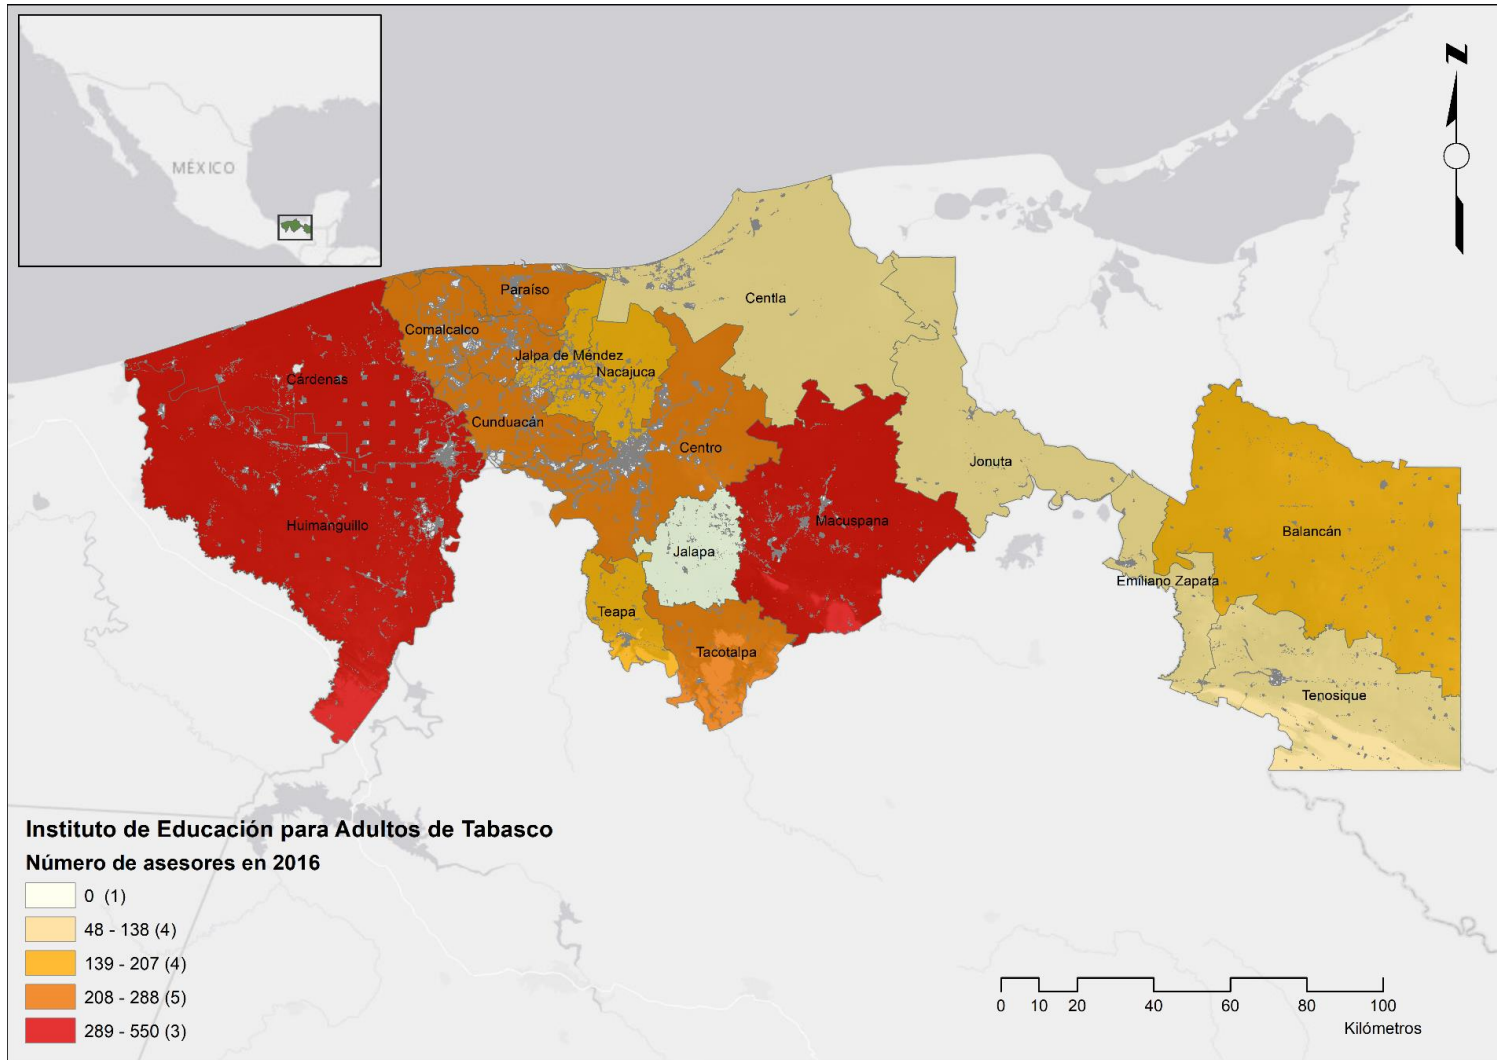 MÉXICO
N
Centla
Paraíso
Comalcalco
Jalpa de Méndez
Nacajuca
Cárdenas
Cunduacán
Centro
Jonuta
Huimanguillo
Macuspana
Balancán
Jalapa
Emiliano Zapata
Teapa
Tacotalpa
Tenosique
Instituto de Educación para Adultos de Tabasco
Número de asesores en 2016
0 (1)
48 - 138 (4)
139 - 207 (4)
208 - 288 (5)
289 - 550 (3)
0 10 20 40 60 80 100
Kilómetros